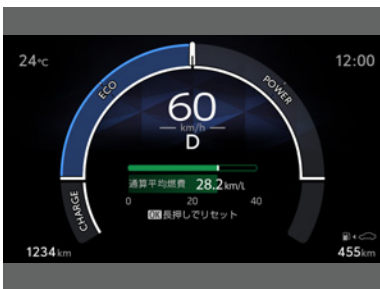 24℃
12:00
ECO
POWER
60
km/h
D
通算平均燃費 28.2km/L
0 20 40
OK長押しでリセット
CHARGE
1234km
455km